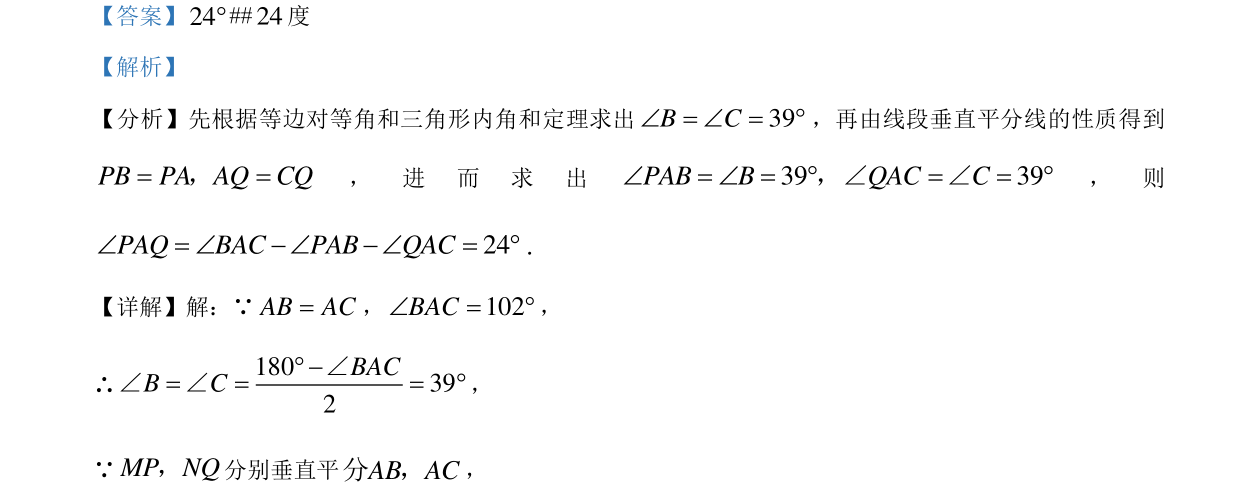 【答案】24°##24度
【解析】
【分析】先根据等边对等角和三角形内角和定理求出∠B=∠C=39°，再由线段垂直平分线的性质得到
PB=PA，AQ=CQ，进而求出∠PAB=∠B=39°，∠QAC=∠C=39°，则
∠PAQ=∠BAC−∠PAB−∠QAC=24°.
【详解】解：∵AB=AC，∠BAC=102°，
∴∠B=∠C=\frac{180°−∠BAC}{2}=39°，
∵MP，NQ分别垂直平分AB，AC，